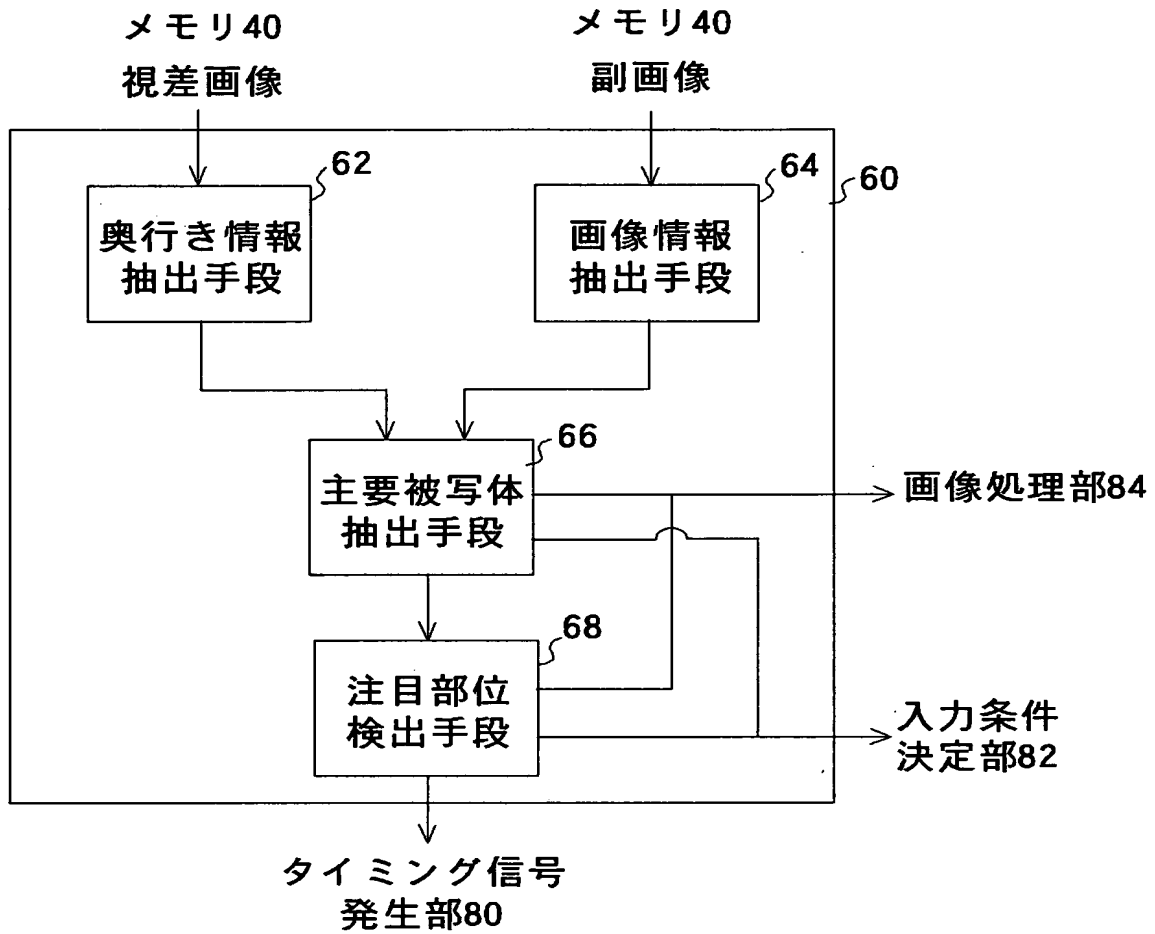 メモリ40
視差画像
メモリ40
副画像
62
64
60
奥行き情報
抽出手段
画像情報
抽出手段
66
主要被写体
抽出手段
画像処理部84
68
注目部位
検出手段
入力条件
決定部82
タイミング信号
発生部80